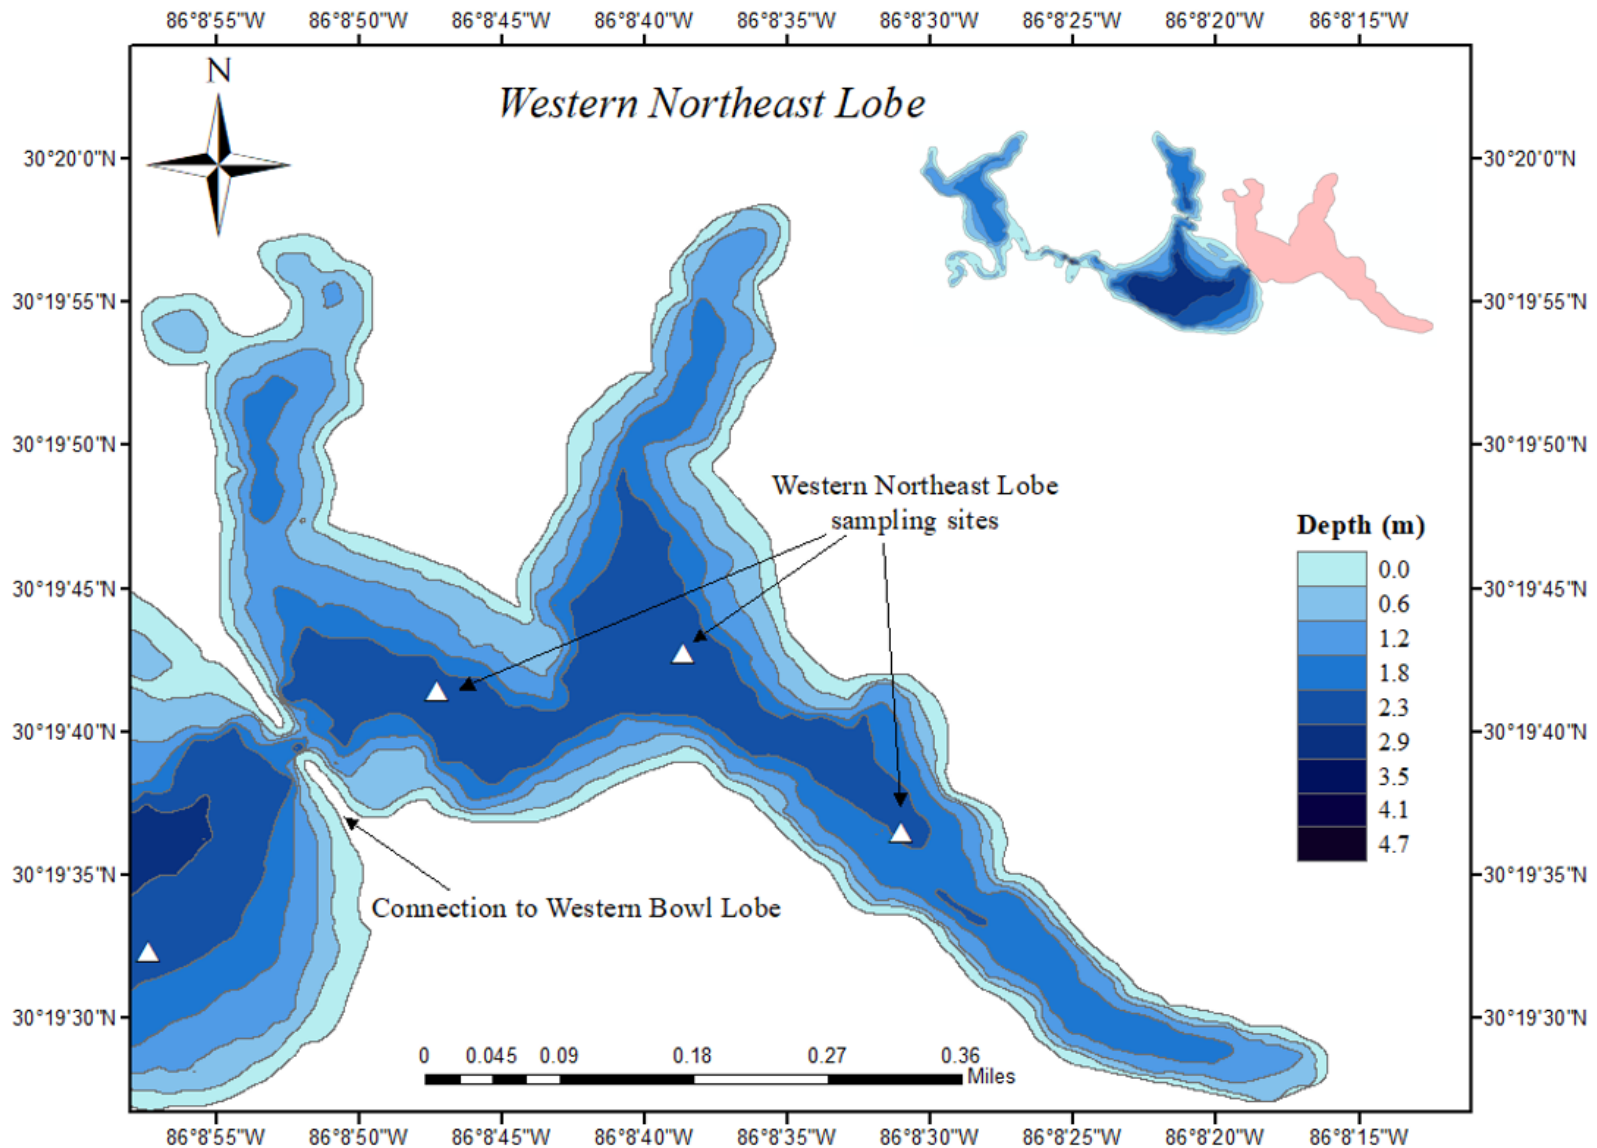 86°8'55"W 86°8'50"W 86°8'45"W 86°8'40"W 86°8'35"W 86°8'30"W 86°8'25"W 86°8'20"W 86°8'15"W
N
Western Northeast Lobe
30°20'0"N 30°20'0"N
30°19'55"N 30°19'55"N
30°19'50"N 30°19'50"N
Western Northeast Lobe
sampling sites
Depth (m)
0.0
30°19'45"N 30°19'45"N
0.6
1.2
1.8
2.3
30°19'40"N 30°19'40"N
2.9
3.5
4.1
4.7
30°19'35"N 30°19'35"N
Connection to Western Bowl Lobe
30°19'30"N 30°19'30"N
0 0.045 0.09 0.18 0.27 0.36
Miles
86°8'55"W 86°8'50"W 86°8'45"W 86°8'40"W 86°8'35"W 86°8'30"W 86°8'25"W 86°8'20"W 86°8'15"W